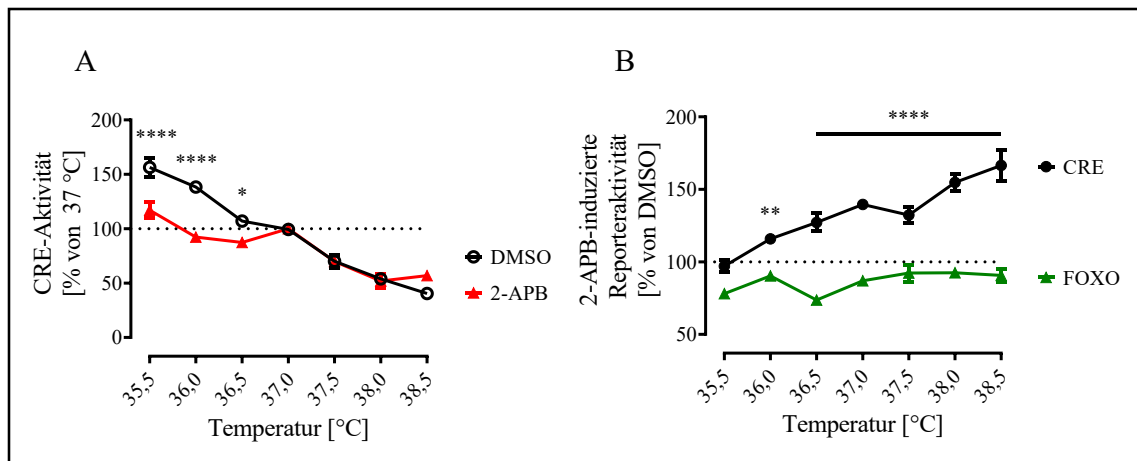 A
CRE-Aktivität
[% von 37 °C]
200
150
100
50
0
****
****
*
DMSO
2-APB
35,5
36,0
36,5
37,0
37,5
38,0
38,5
Temperatur [°C]
B
2-APB-induzierte
Reporteraktivität
[% von DMSO]
200
150
100
50
**
****
CRE
FOXO
35,5
36,0
36,5
37,0
37,5
38,0
38,5
Temperatur [°C]